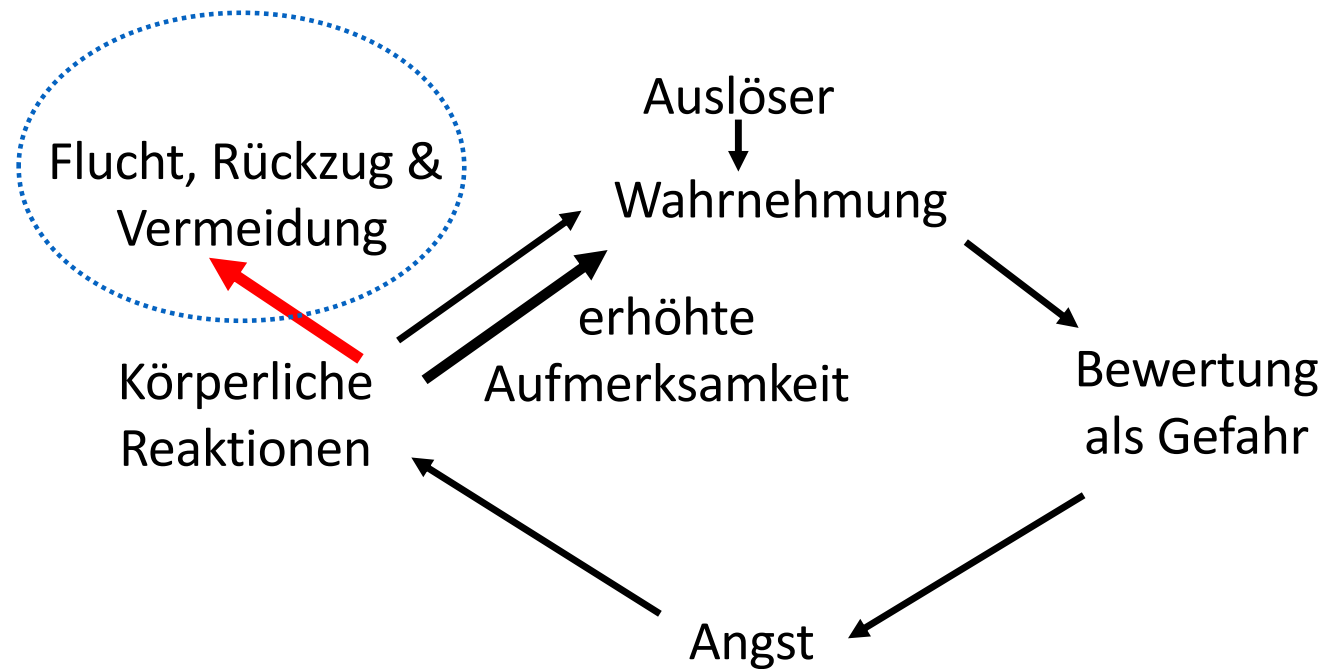 Auslöser
Flucht, Rückzug &
Vermeidung
Wahrnehmung
erhöhte
Aufmerksamkeit
Körperliche
Reaktionen
Bewertung
als Gefahr
Angst